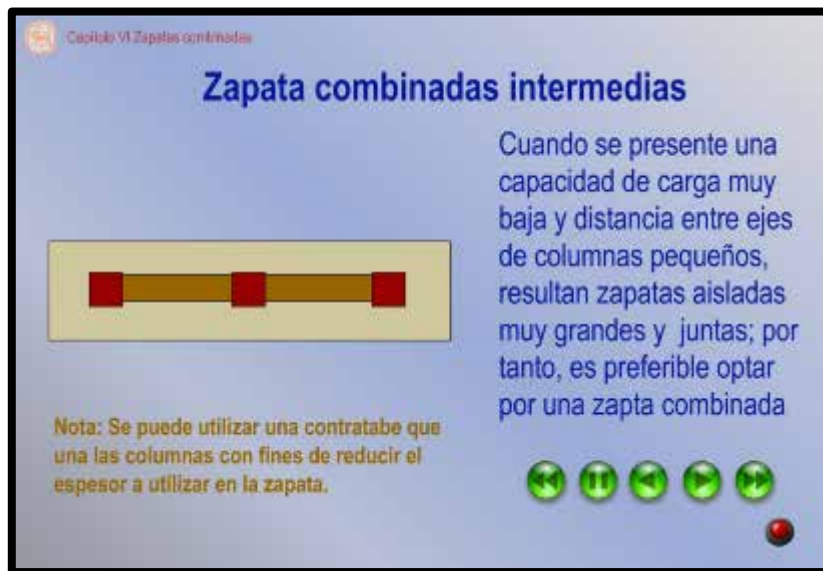 Capitulo VI Zapatas combinadas
Zapata combinadas intermedias
Cuando se presente una
capacidad de carga muy
baja y distancia entre ejes
de columnas pequeños,
resultan zapatas aisladas
muy grandes y juntas; por
tanto, es preferible optar
por una zapta combinada
Nota: Se puede utilizar una contratabe que
una las columnas con fines de reducir el
espesor a utilizar en la zapata.